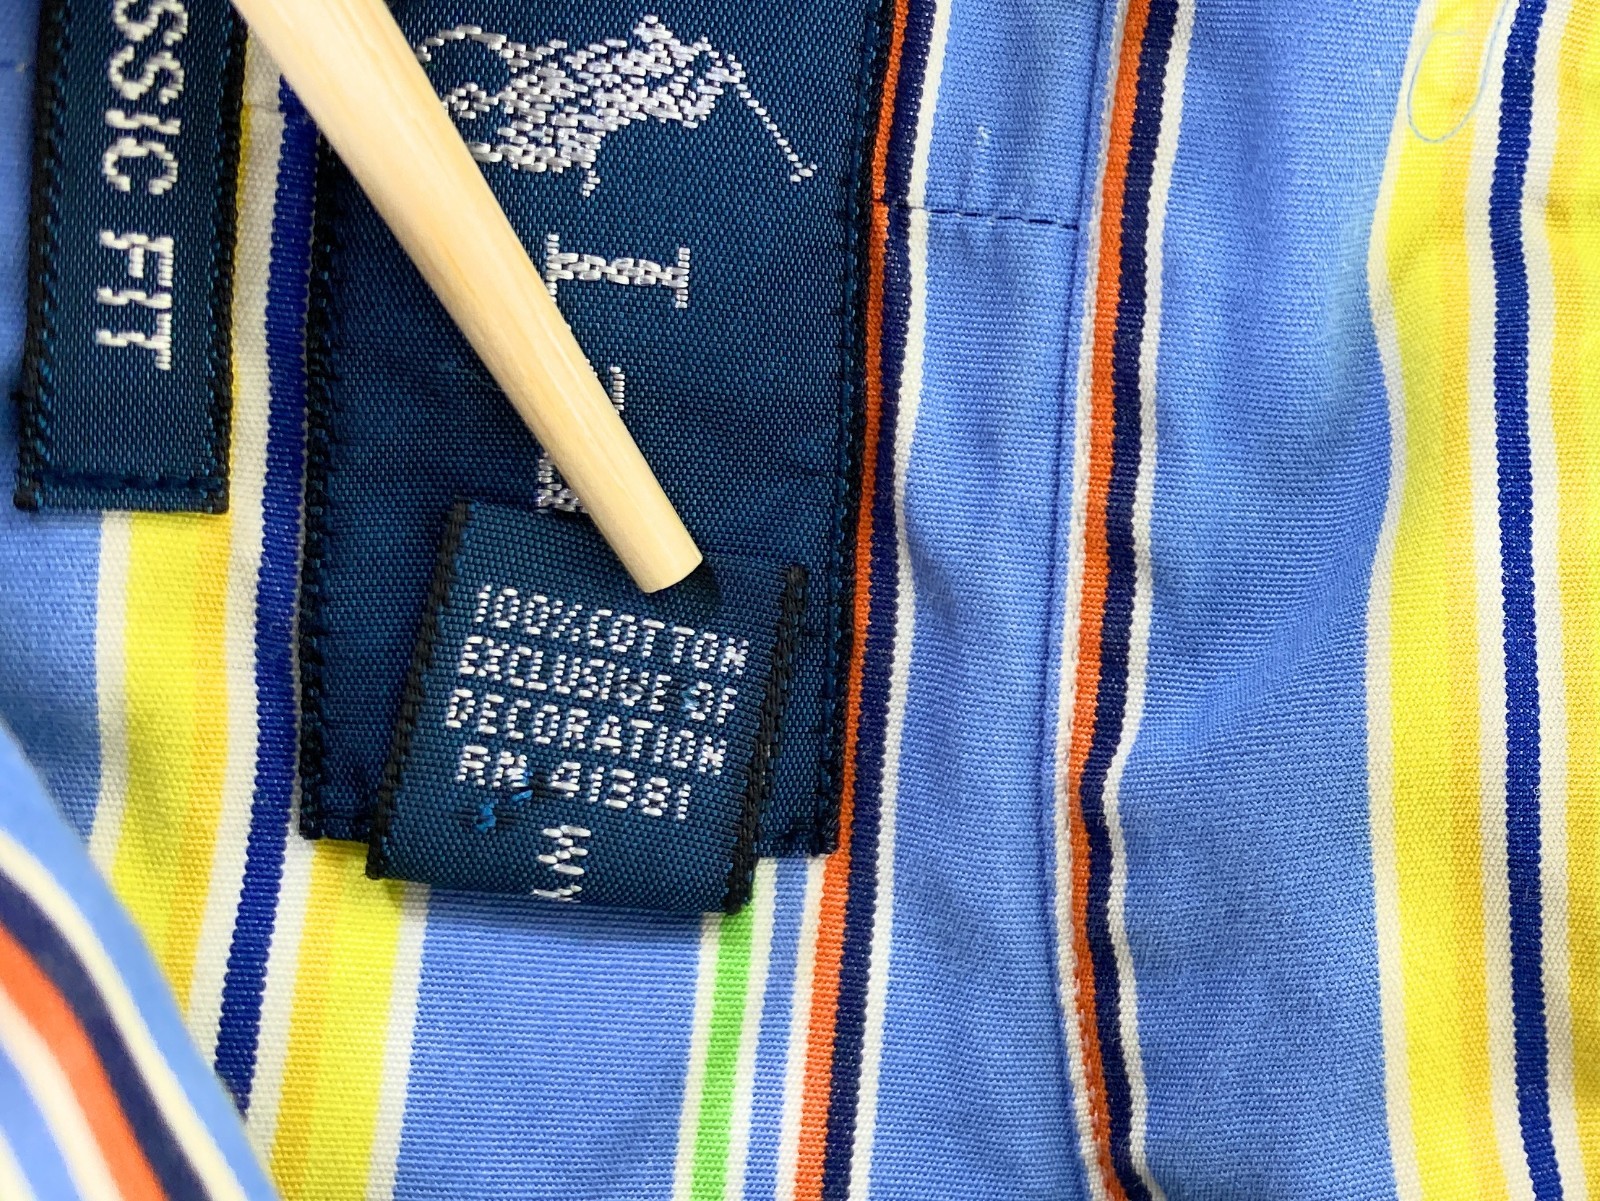 SSIC FIT
100% COTTON
EXCLUSIVE OF
DECORATION
RN 41381